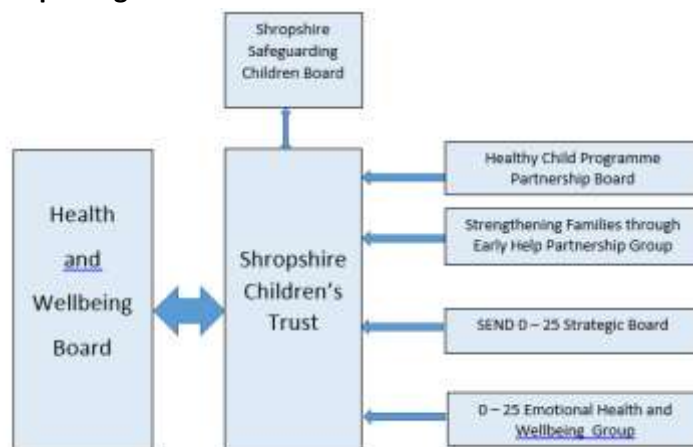 Shropshire
Safeguarding
Children Board
Health
and
Wellbeing
Board
Shropshire
Children's
Trust
Healthy Child Programme
Partnership Board
Strengthening Families through
Early Help Partnership Group
SEND 0 – 25 Strategic Board
0 – 25 Emotional Health and
Wellbeing Group